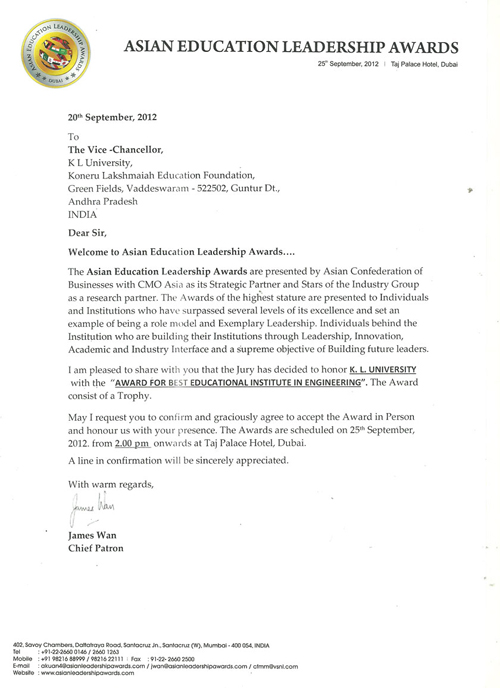 ASIAN EDUCATION LEADERSHIP AWARDS
DUBAI
ASIAN EDUCATION LEADERSHIP AWARDS
25th September, 2012 | Taj Palace Hotel, Dubai
20th September, 2012
To
The Vice -Chancellor,
K L University,
Koneru Lakshmaiah Education Foundation,
Green Fields, Vaddeswaram - 522502, Guntur Dt.,
Andhra Pradesh
INDIA
Dear Sir,
Welcome to Asian Education Leadership Awards....
The Asian Education Leadership Awards are presented by Asian Confederation of
Businesses with CMO Asia as its Strategic Partner and Stars of the Industry Group
as a research partner. The Awards of the highest stature are presented to Individuals
and Institutions who have surpassed several levels of its excellence and set an
example of being a role model and Exemplary Leadership. Individuals behind the
Institution who are building their Institutions through Leadership, Innovation,
Academic and Industry Interface and a supreme objective of Building future leaders.
I am pleased to share with you that the Jury has decided to honor K. L. UNIVERSITY
with the "AWARD FOR BEST EDUCATIONAL INSTITUTE IN ENGINEERING". The Award
consist of a Trophy.
May I request you to confirm and graciously agree to accept the Award in Person
and honour us with your presence. The Awards are scheduled on 25th September,
2012. from 2.00 pm onwards at Taj Palace Hotel, Dubai.
A line in confirmation will be sincerely appreciated.
With warm regards,
James Wan
James Wan
Chief Patron
402, Savoy Chambers, Dattatraya Road, Santacruz Jn., Santacruz (W), Mumbai - 400 054, INDIA
Tel : +91-22-2660 0146 / 2660 1263
Mobile : +91 98216 88999 / 98216 22111 | Fax : 91-22- 2660 2500
E-mail : akuan4@asianleadershipawards.com / jwan@asianleadershipawards.com / cfmrn@vsnl.com
Website : www.asianleadershipawards.com